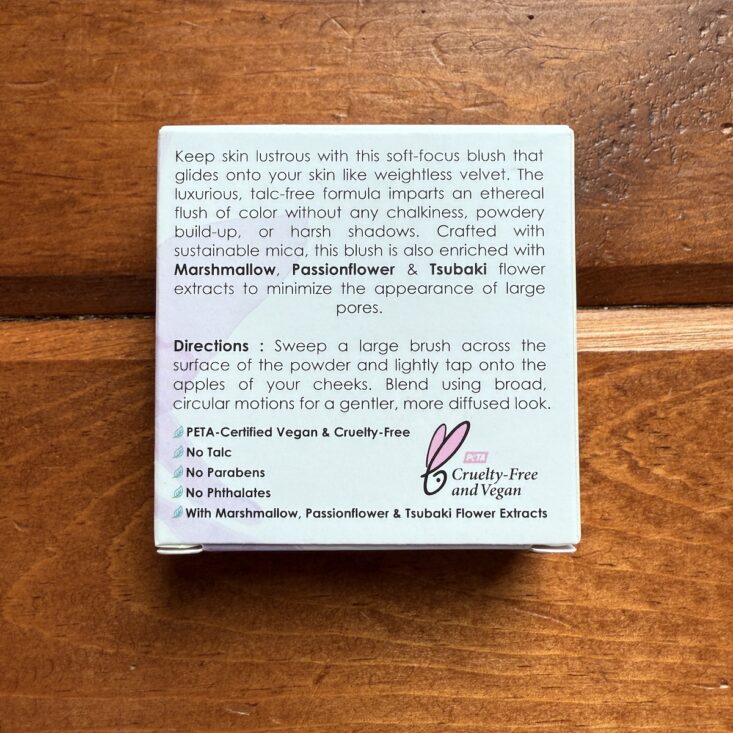 Keep skin lustrous with this soft-focus blush that
glides onto your skin like weightless velvet. The
luxurious, talc-free formula imparts an ethereal
flush of color without any chalkiness, powdery
build-up, or harsh shadows. Crafted with
sustainable mica, this blush is also enriched with
Marshmallow, Passionflower & Tsubaki flower
extracts to minimize the appearance of large
pores.
Directions : Sweep a large brush across the
surface of the powder and lightly tap onto the
apples of your cheeks. Blend using broad,
circular motions for a gentler, more diffused look.
PETA-Certified Vegan & Cruelty-Free
No Talc
No Parabens
No Phthalates
With Marshmallow, Passionflower & Tsubaki Flower Extracts
PETA
Cruelty-Free
and Vegan